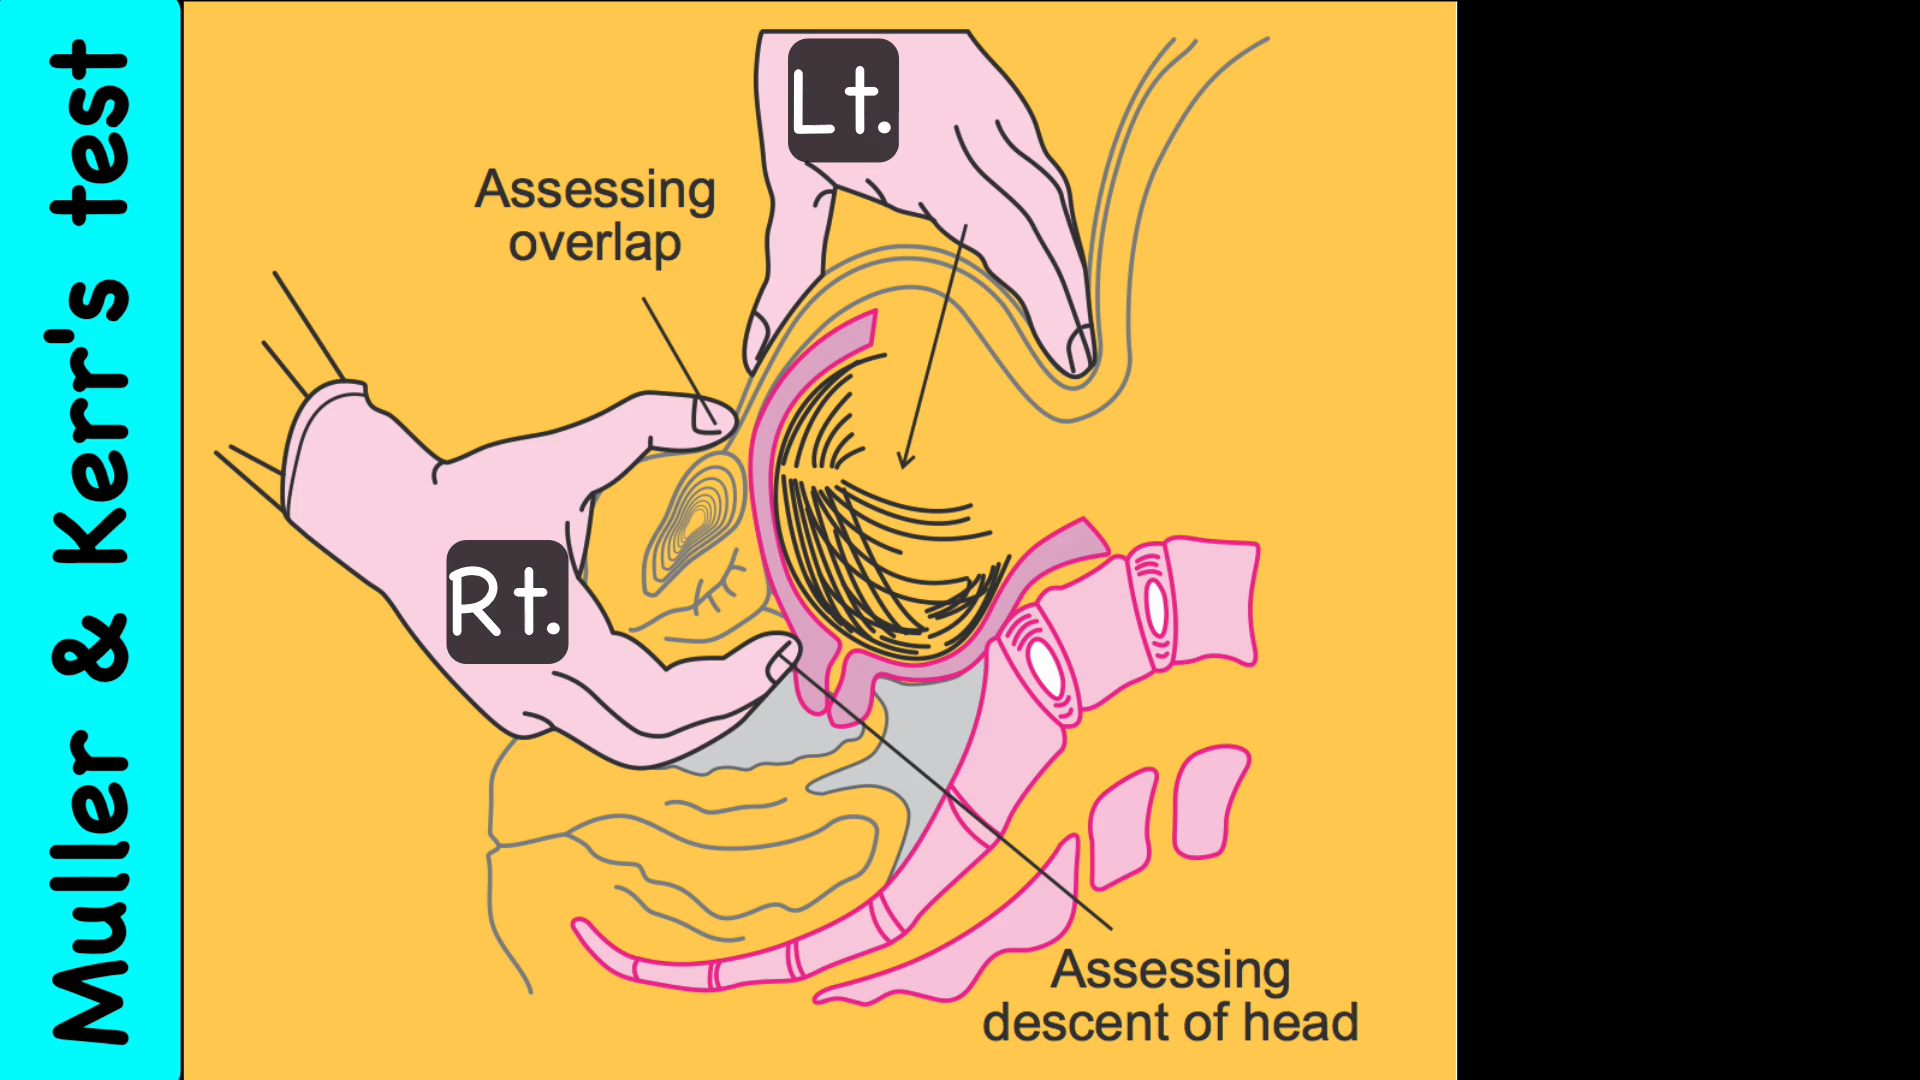 Muller & Kerr's test
Lt.
Assessing
overlap
Rt.
Assessing
descent of head